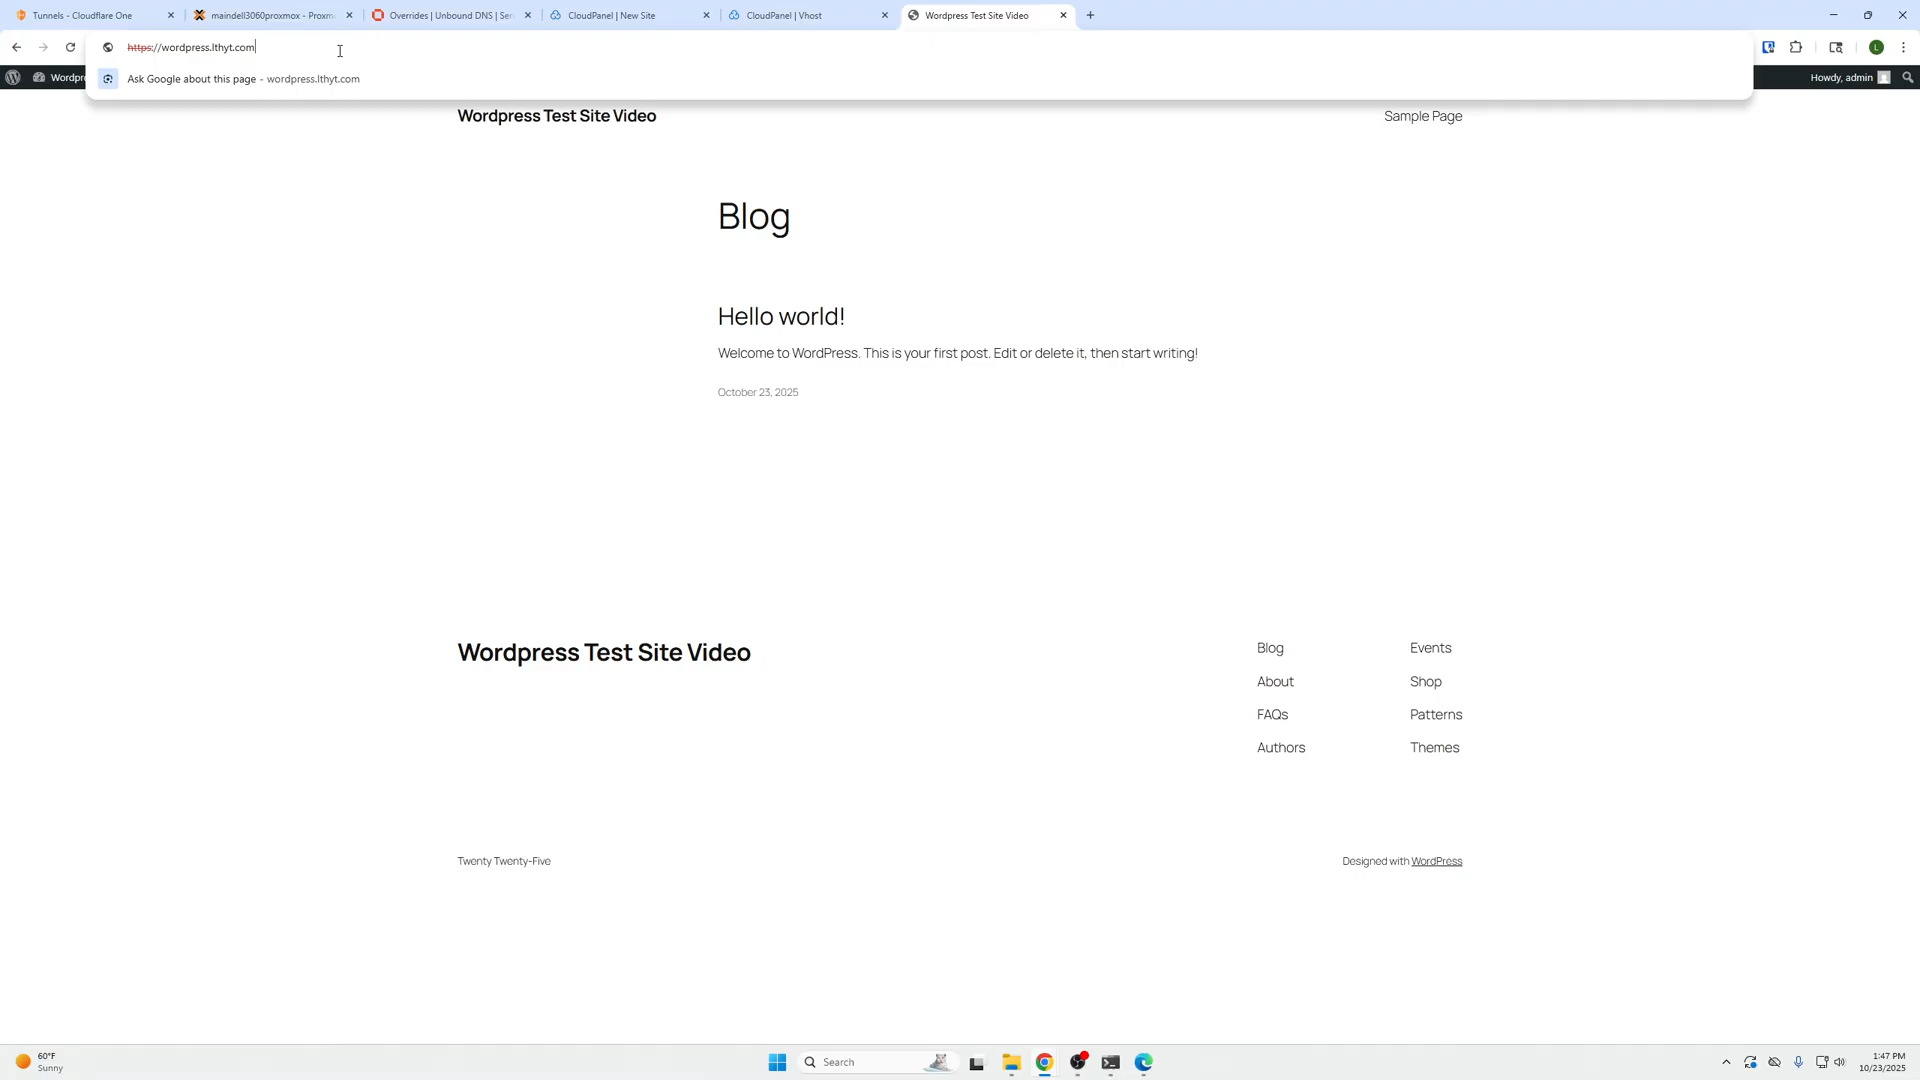 Tunnels - Cloudflare One
maindell3060proxmox - Proxm
Overrides | Unbound DNS | Ser
CloudPanel | New Site
CloudPanel | Vhost
Wordpress Test Site Video
https://wordpress.lthyt.com
L
Ask Google about this page - wordpress.lthyt.com
Wordpr
Howdy, admin
Wordpress Test Site Video
Sample Page
Blog
Hello world!
Welcome to WordPress. This is your first post. Edit or delete it, then start writing!
October 23, 2025
Wordpress Test Site Video
Blog
Events
About
Shop
FAQs
Patterns
Authors
Themes
Twenty Twenty-Five
Designed with WordPress
60°F
Sunny
Search
1:47 PM
10/23/2025